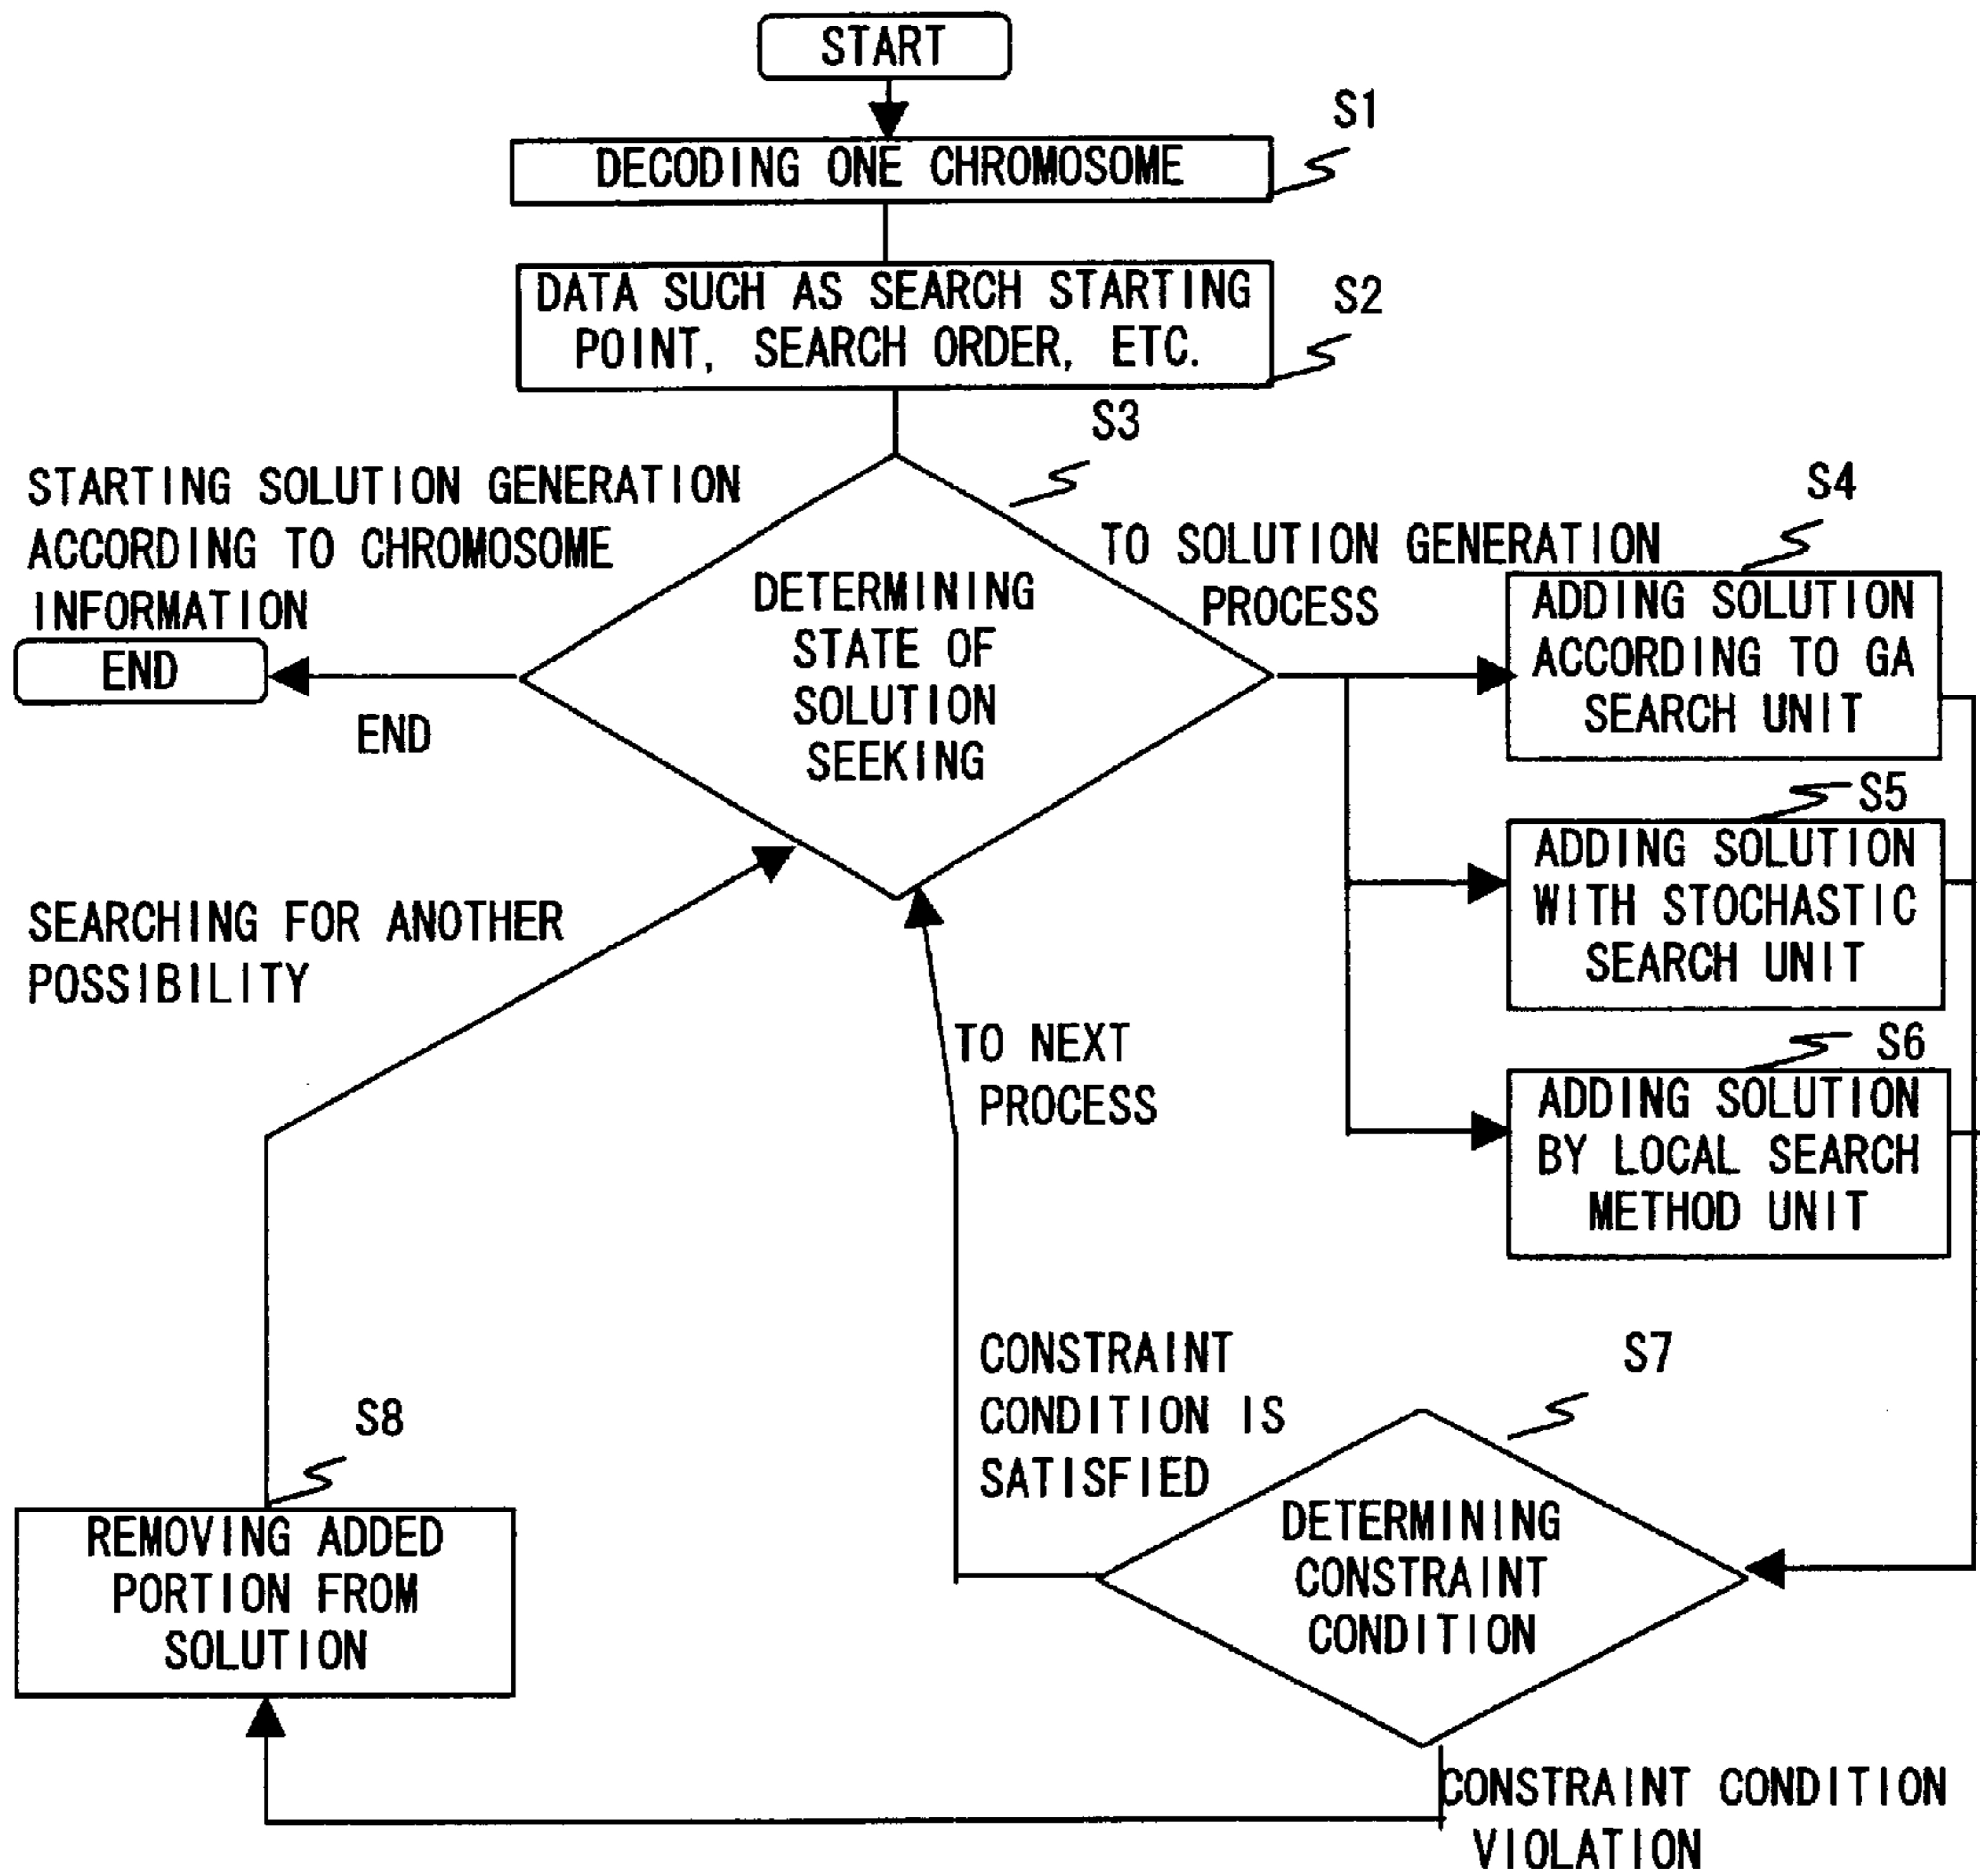 START
S1
DECODING ONE CHROMOSOME
S2
DATA SUCH AS SEARCH STARTING
POINT, SEARCH ORDER, ETC.
S3
STARTING SOLUTION GENERATION
ACCORDING TO CHROMOSOME
INFORMATION
END
END
DETERMINING
STATE OF
SOLUTION
SEEKING
TO SOLUTION GENERATION
PROCESS
S4
ADDING SOLUTION
ACCORDING TO GA
SEARCH UNIT
S5
ADDING SOLUTION
WITH STOCHASTIC
SEARCH UNIT
S6
ADDING SOLUTION
BY LOCAL SEARCH
METHOD UNIT
SEARCHING FOR ANOTHER
POSSIBILITY
TO NEXT
PROCESS
CONSTRAINT
CONDITION IS
SATISFIED
S7
DETERMINING
CONSTRAINT
CONDITION
S8
REMOVING ADDED
PORTION FROM
SOLUTION
CONSTRAINT CONDITION
VIOLATION